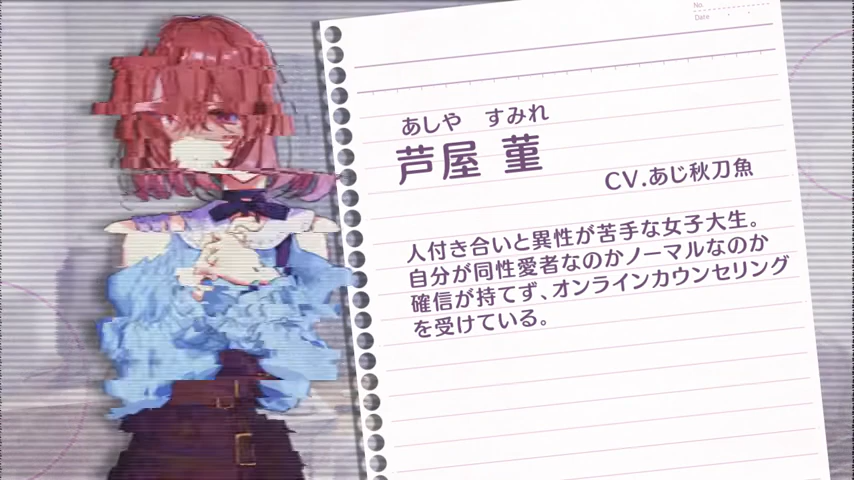 No.
Date
あしや すみれ
芦屋 菫
CV.あじ秋刀魚
人付き合いと異性が苦手な女子大生。
自分が同性愛者なのかノーマルなのか
確信が持てず、オンラインカウンセリング
を受けている。